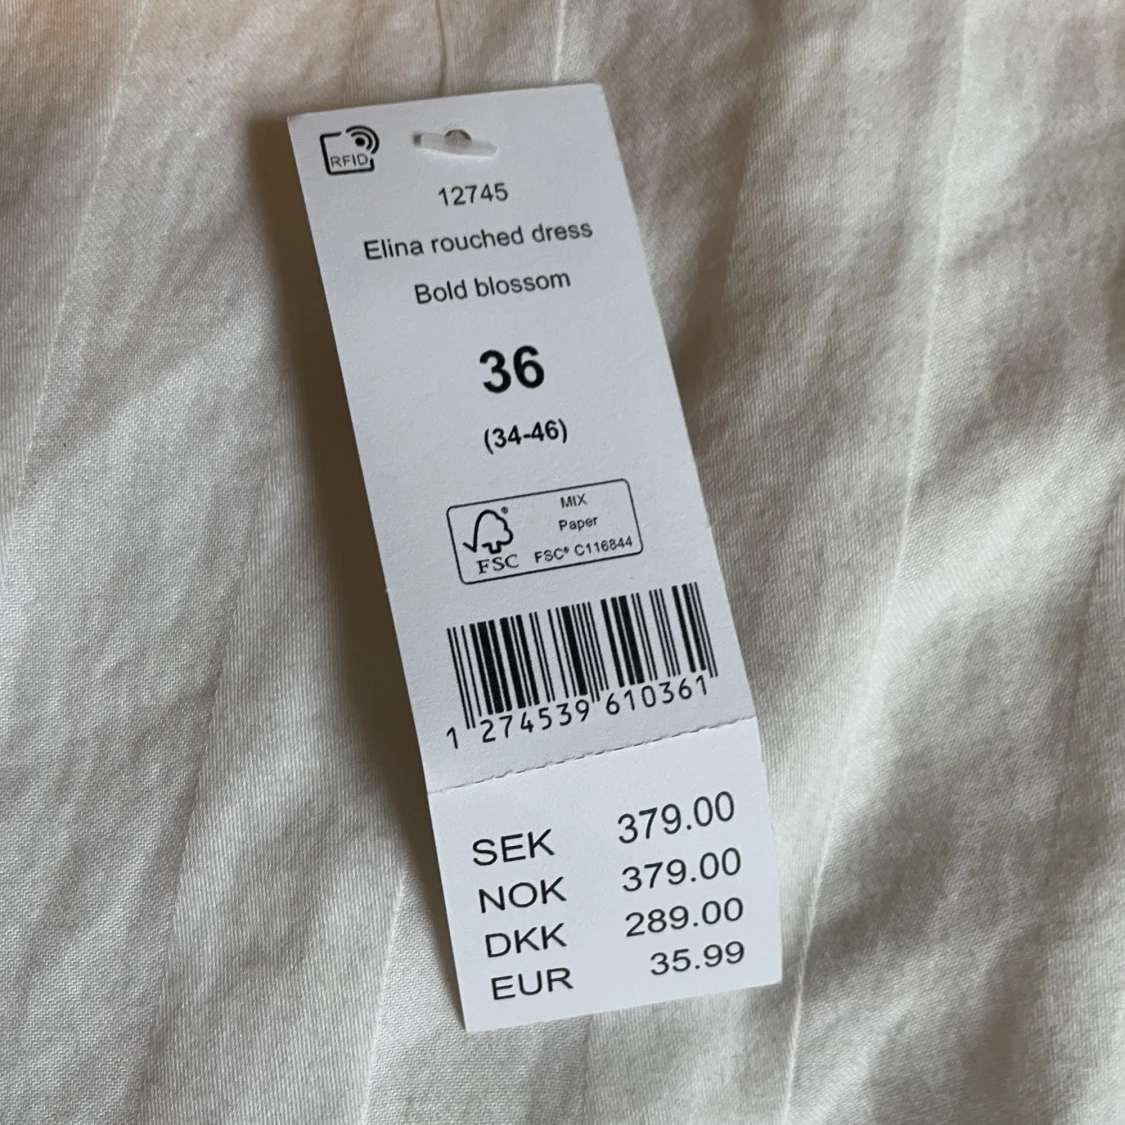 RFID
12745
Elina rouched dress
Bold blossom
36
(34-46)
FSC®
MIX
Paper
FSC® C116844
1 274539 610361
SEK 379.00
NOK 379.00
DKK 289.00
EUR 35.99